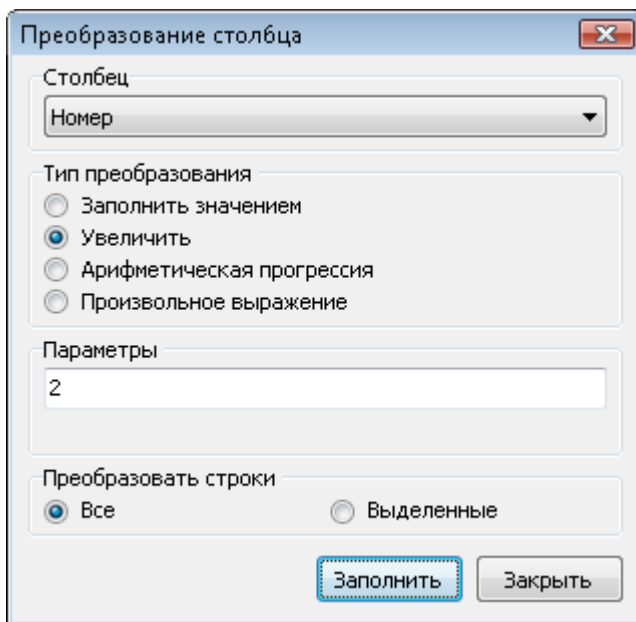 Преобразование столбца
Столбец
Номер
Тип преобразования
Заполнить значением
Увеличить
Арифметическая прогрессия
Произвольное выражение
Параметры
2
Преобразовать строки
Все Выделенные
Заполнить Закрыть